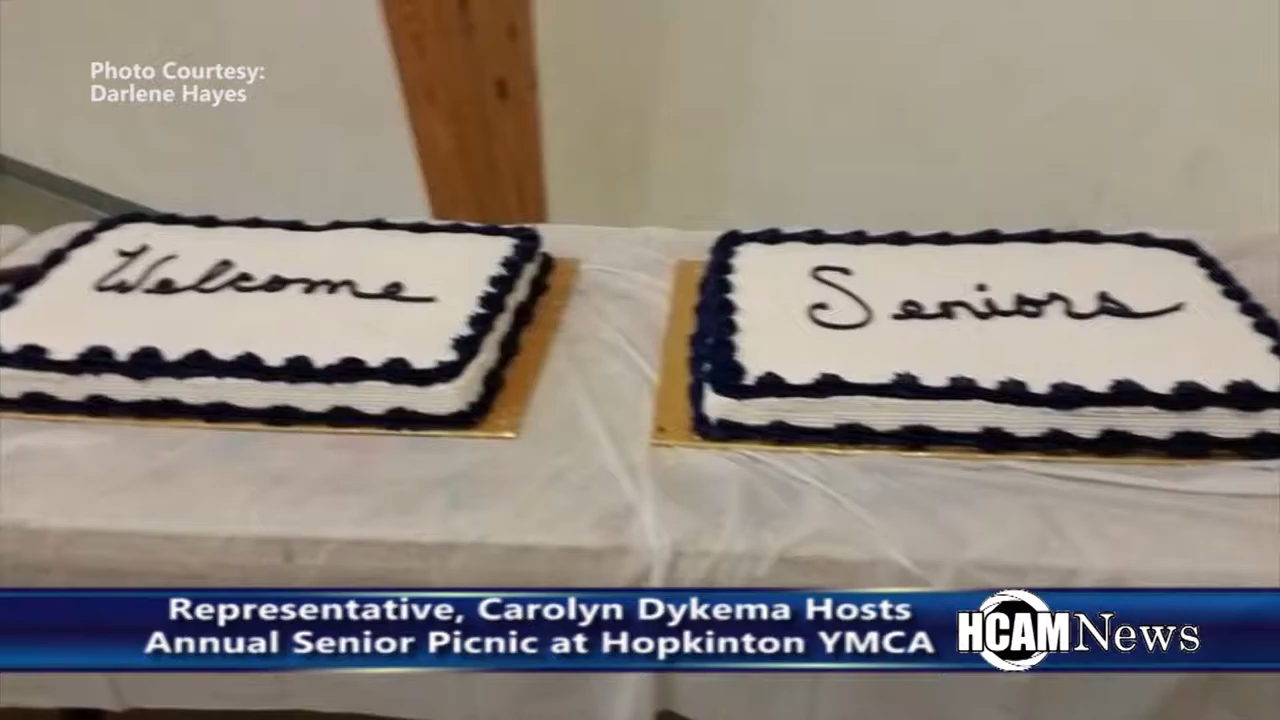 Photo Courtesy:
Darlene Hayes
Welcome
Seniors
Representative, Carolyn Dykema Hosts
Annual Senior Picnic at Hopkinton YMCA
HCAM News